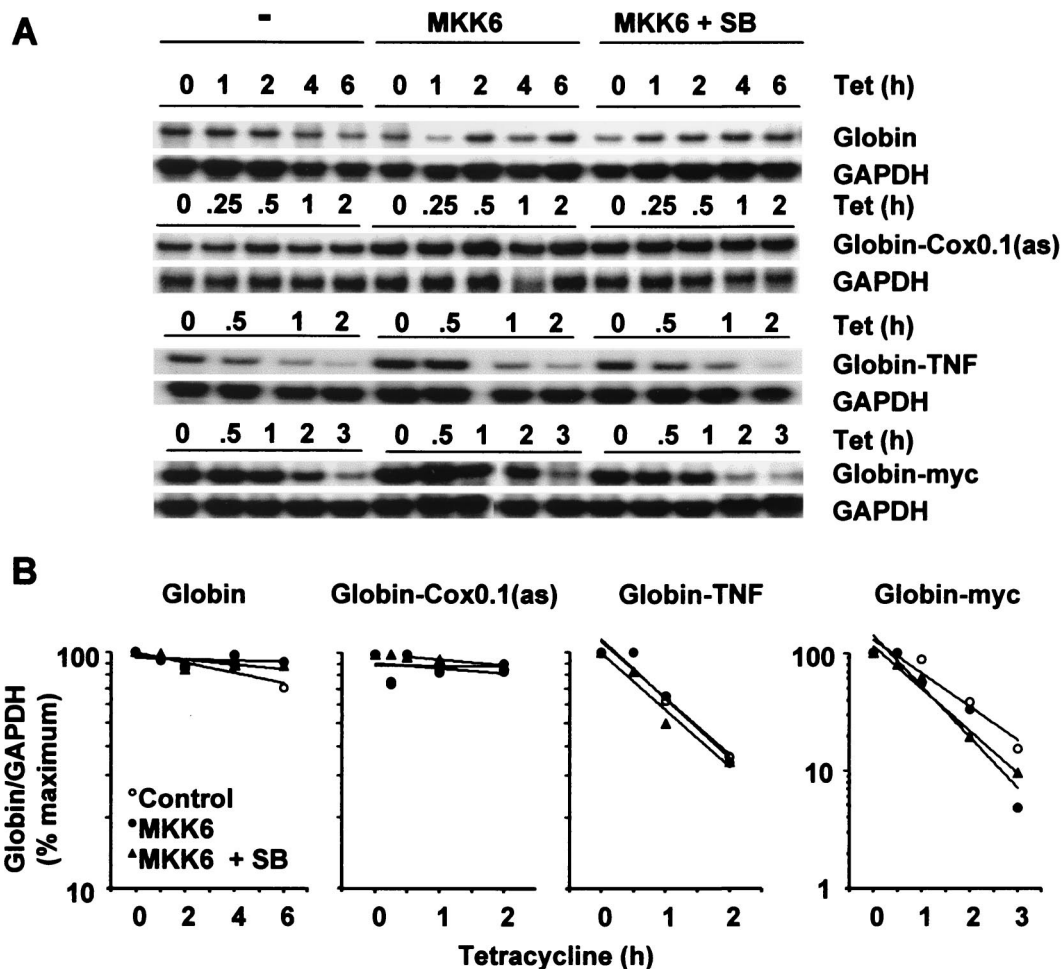 A
- MKK6 MKK6 + SB
0 1 2 4 6 0 1 2 4 6 0 1 2 4 6 Tet (h)
Globin
GAPDH
0 .25 .5 1 2 0 .25 .5 1 2 0 .25 .5 1 2 Tet (h)
Globin-Cox0.1(as)
GAPDH
0 .5 1 2 0 .5 1 2 0 .5 1 2 Tet (h)
Globin-TNF
GAPDH
0 .5 1 2 3 0 .5 1 2 3 0 .5 1 2 3 Tet (h)
Globin-myc
GAPDH
B
Globin Globin-Cox0.1(as) Globin-TNF Globin-myc
Globin/GAPDH
(% maximum)
100 100
10
10 1
Control
MKK6
MKK6 + SB
0 2 4 6 0 1 2 0 1 2 0 1 2 3
Tetracycline (h)